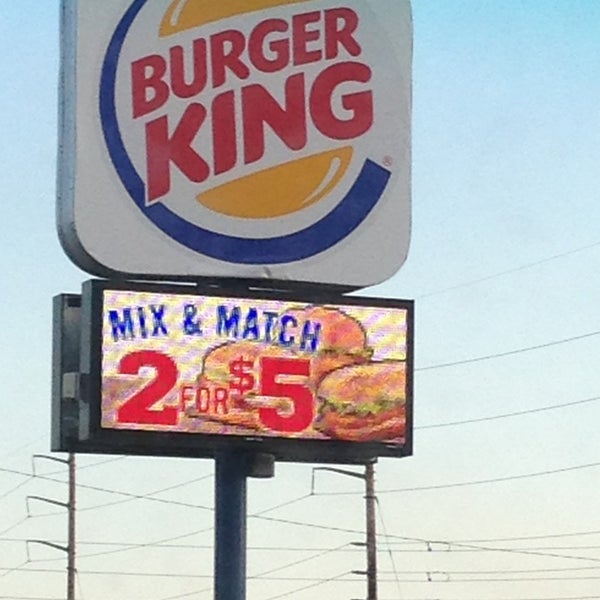 BURGER
KING
®
MIX & MATCH
2 FOR $5